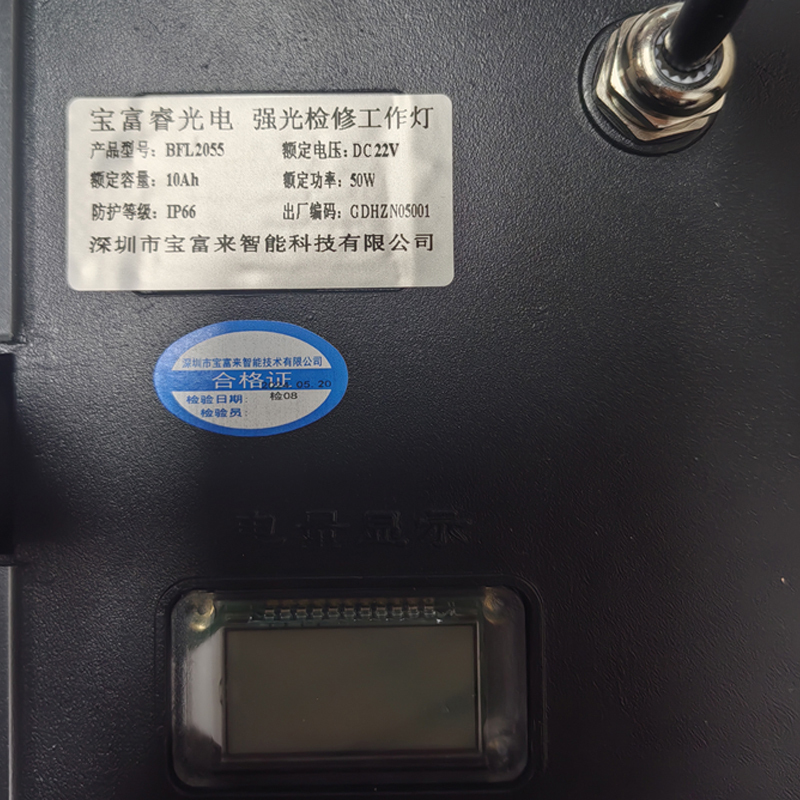 宝富睿光电 强光检修工作灯
产品型号：BFL2055 额定电压：DC22V
额定容量：10Ah 额定功率：50W
防护等级：IP66 出厂编码：GDHZN05001
深圳市宝富来智能科技有限公司
深圳市宝富来智能技术有限公司
合格证
检验日期： .05.20
检验员： 检08
电量显示